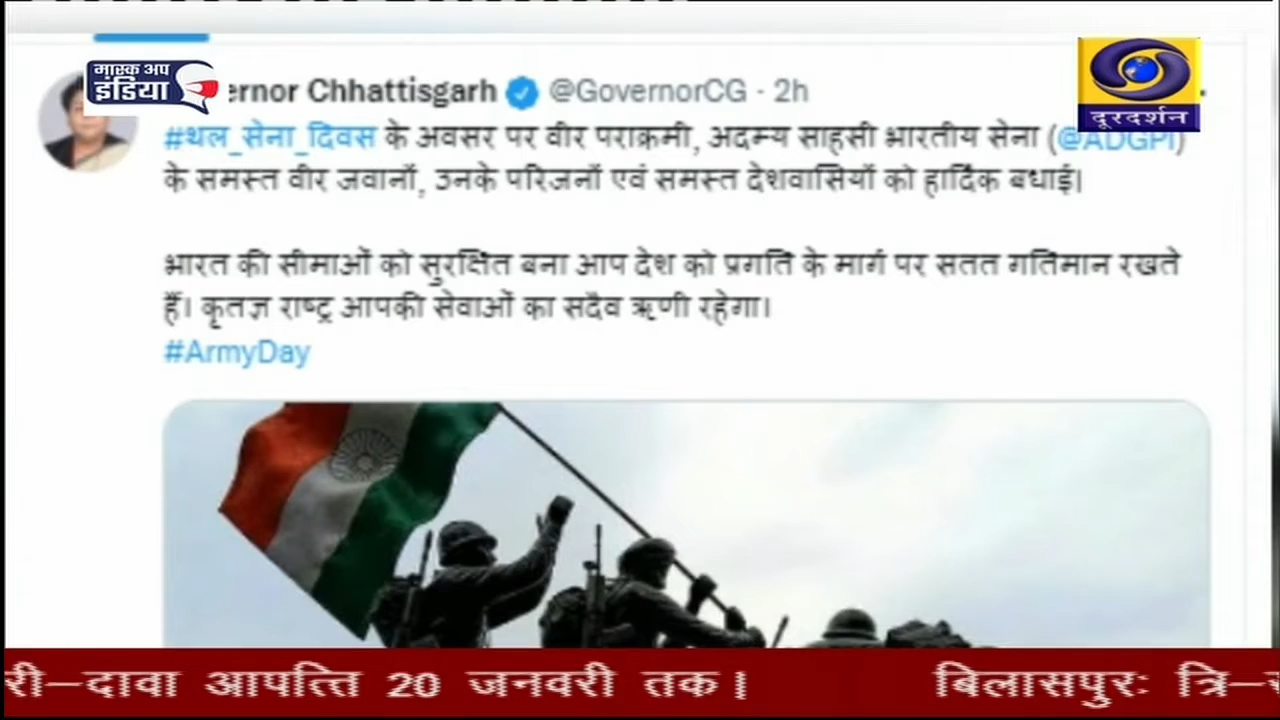 मास्क अप
इंडिया
ernor Chhattisgarh @GovernorCG · 2h
दूरदर्शन
#थल_सेना_दिवस के अवसर पर वीर पराक्रमी, अदम्य साहसी भारतीय सेना (@ADGPI)
के समस्त वीर जवानों, उनके परिजनों एवं समस्त देशवासियों को हार्दिक बधाई।
भारत की सीमाओं को सुरक्षित बना आप देश को प्रगति के मार्ग पर सतत गतिमान रखते
हैं। कृतज्ञ राष्ट्र आपकी सेवाओं का सदैव ऋणी रहेगा।
#ArmyDay
री–दावा आपत्ति 20 जनवरी तक। बिलासपुरः त्रि–